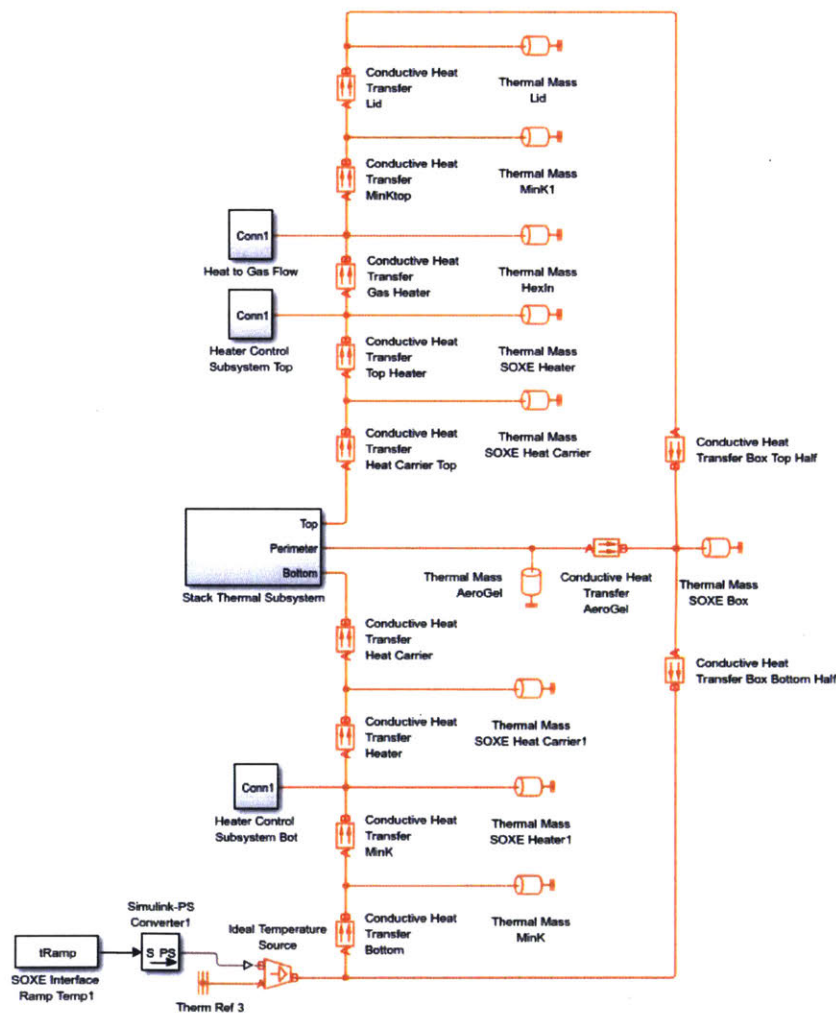 Conductive Heat
Transfer
Lid
Thermal Mass
Lid
Conductive Heat
Transfer
MinKtop
Thermal Mass
MinK1
Conn1
Heat to Gas Flow
Conductive Heat
Transfer
Gas Heater
Thermal Mass
HexIn
Conn1
Heater Control
Subsystem Top
Conductive Heat
Transfer
Top Heater
Thermal Mass
SOXE Heater
Conductive Heat
Transfer
Heat Carrier Top
Thermal Mass
SOXE Heat Carrier
Conductive Heat
Transfer Box Top Half
Top
Perimeter
Bottom
Stack Thermal Subsystem
Thermal Mass
AeroGel
A
B
Conductive Heat
Transfer
AeroGel
Thermal Mass
SOXE Box
Conductive Heat
Transfer
Heat Carrier
Conductive Heat
Transfer Box Bottom Half
Conductive Heat
Transfer
Heater
Thermal Mass
SOXE Heat Carrier1
Conn1
Heater Control
Subsystem Bot
Conductive Heat
Transfer
MinK
Thermal Mass
SOXE Heater1
Conductive Heat
Transfer
Bottom
Thermal Mass
MinK
Simulink-PS
Converter1
Ideal Temperature
Source
tRamp
S PS
SOXE Interface
Ramp Temp1
Therm Ref 3